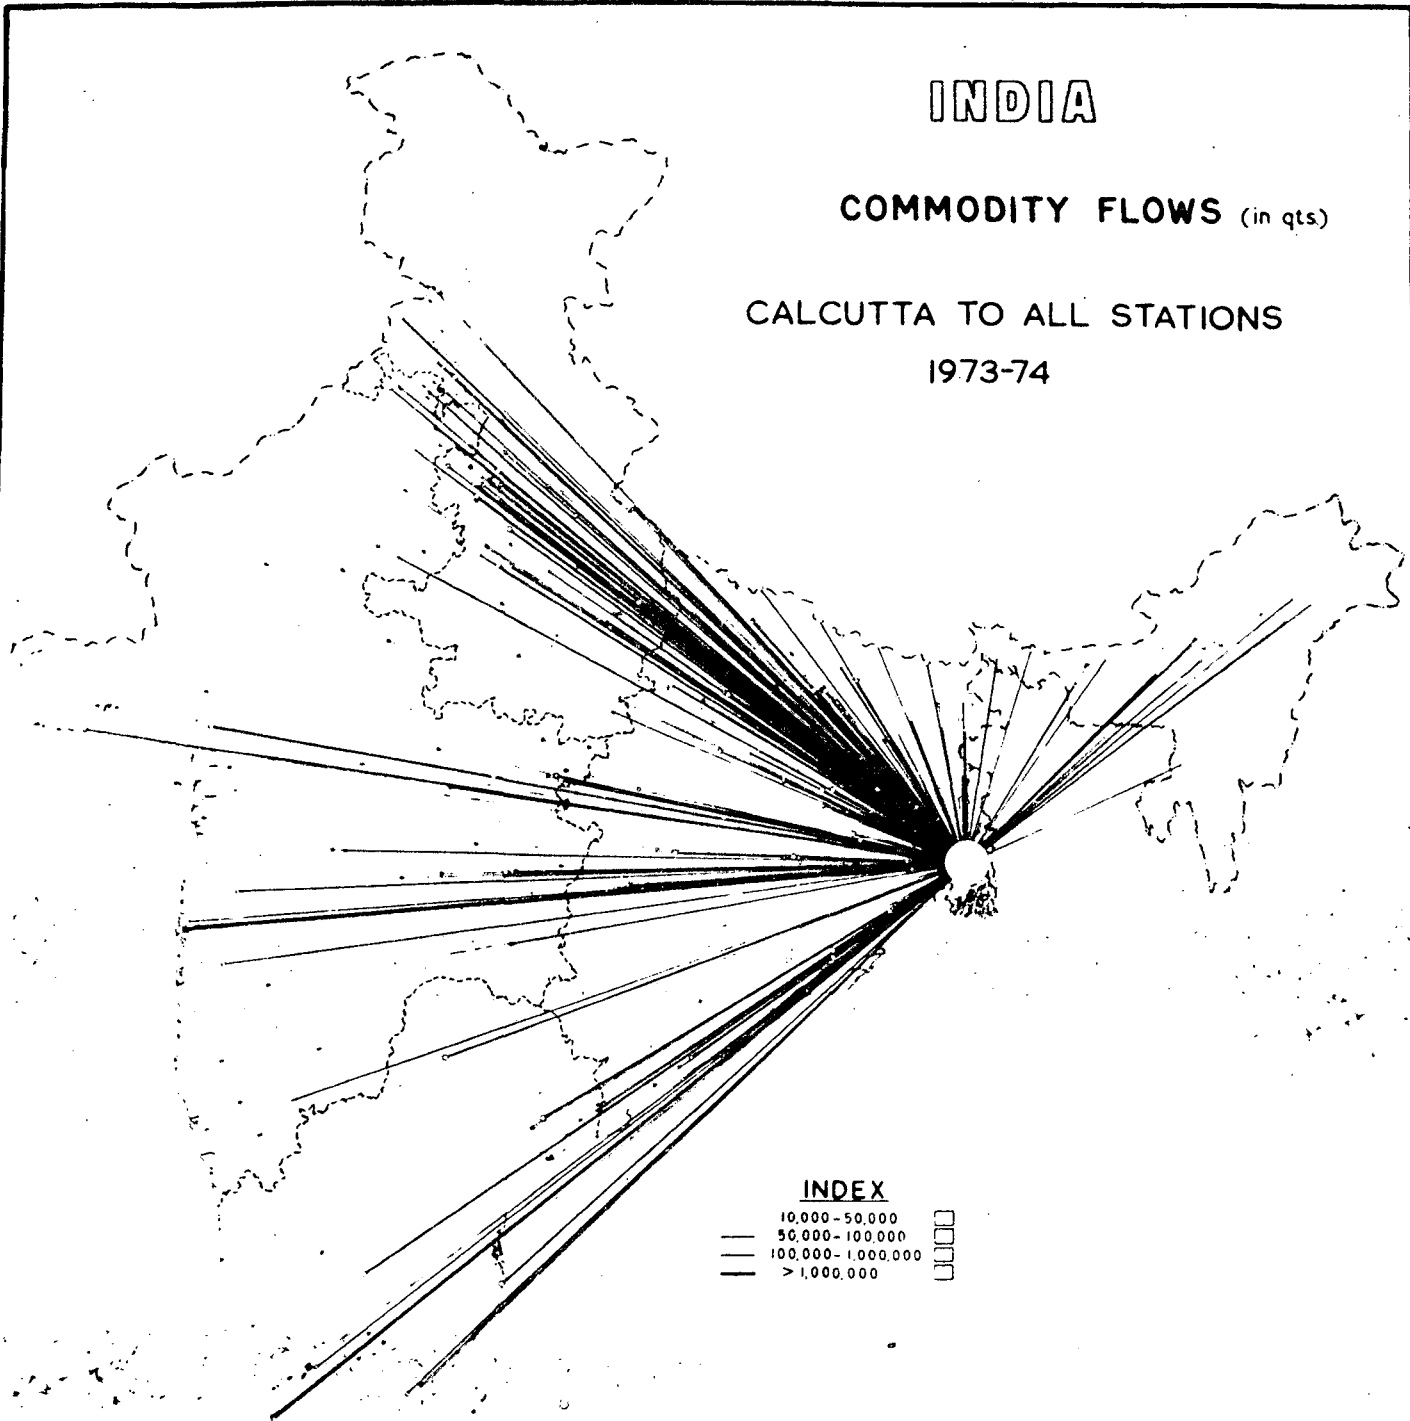 INDIA
COMMODITY FLOWS (in qts.)
CALCUTTA TO ALL STATIONS
1973-74
INDEX
10,000-50,000
50,000-100,000
100,000-1,000,000
>1,000,000